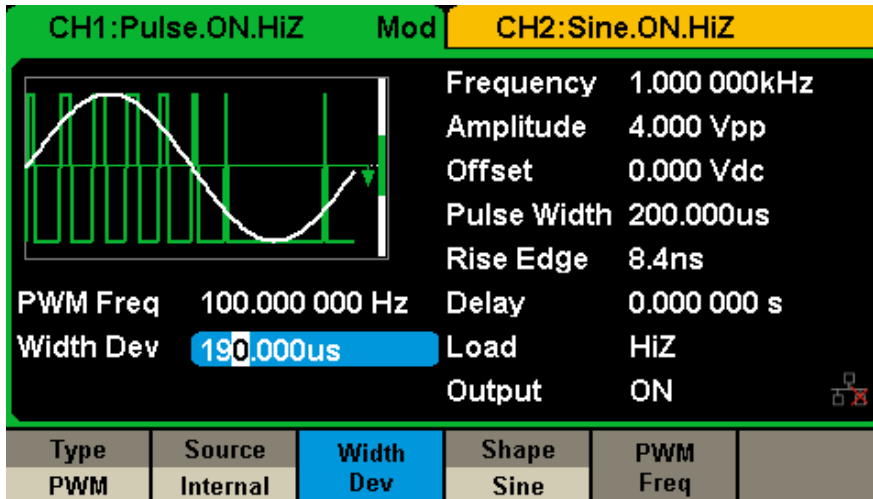 CH1:Pulse.ON.HiZ Mod CH2:Sine.ON.HiZ
Frequency 1.000 000kHz
Amplitude 4.000 Vpp
Offset 0.000 Vdc
Pulse Width 200.000us
Rise Edge 8.4ns
PWM Freq 100.000 000 Hz Delay 0.000 000 s
Width Dev 190.000us Load HiZ
Output ON
Type Source Width Shape PWM
PWM Internal Dev Sine Freq